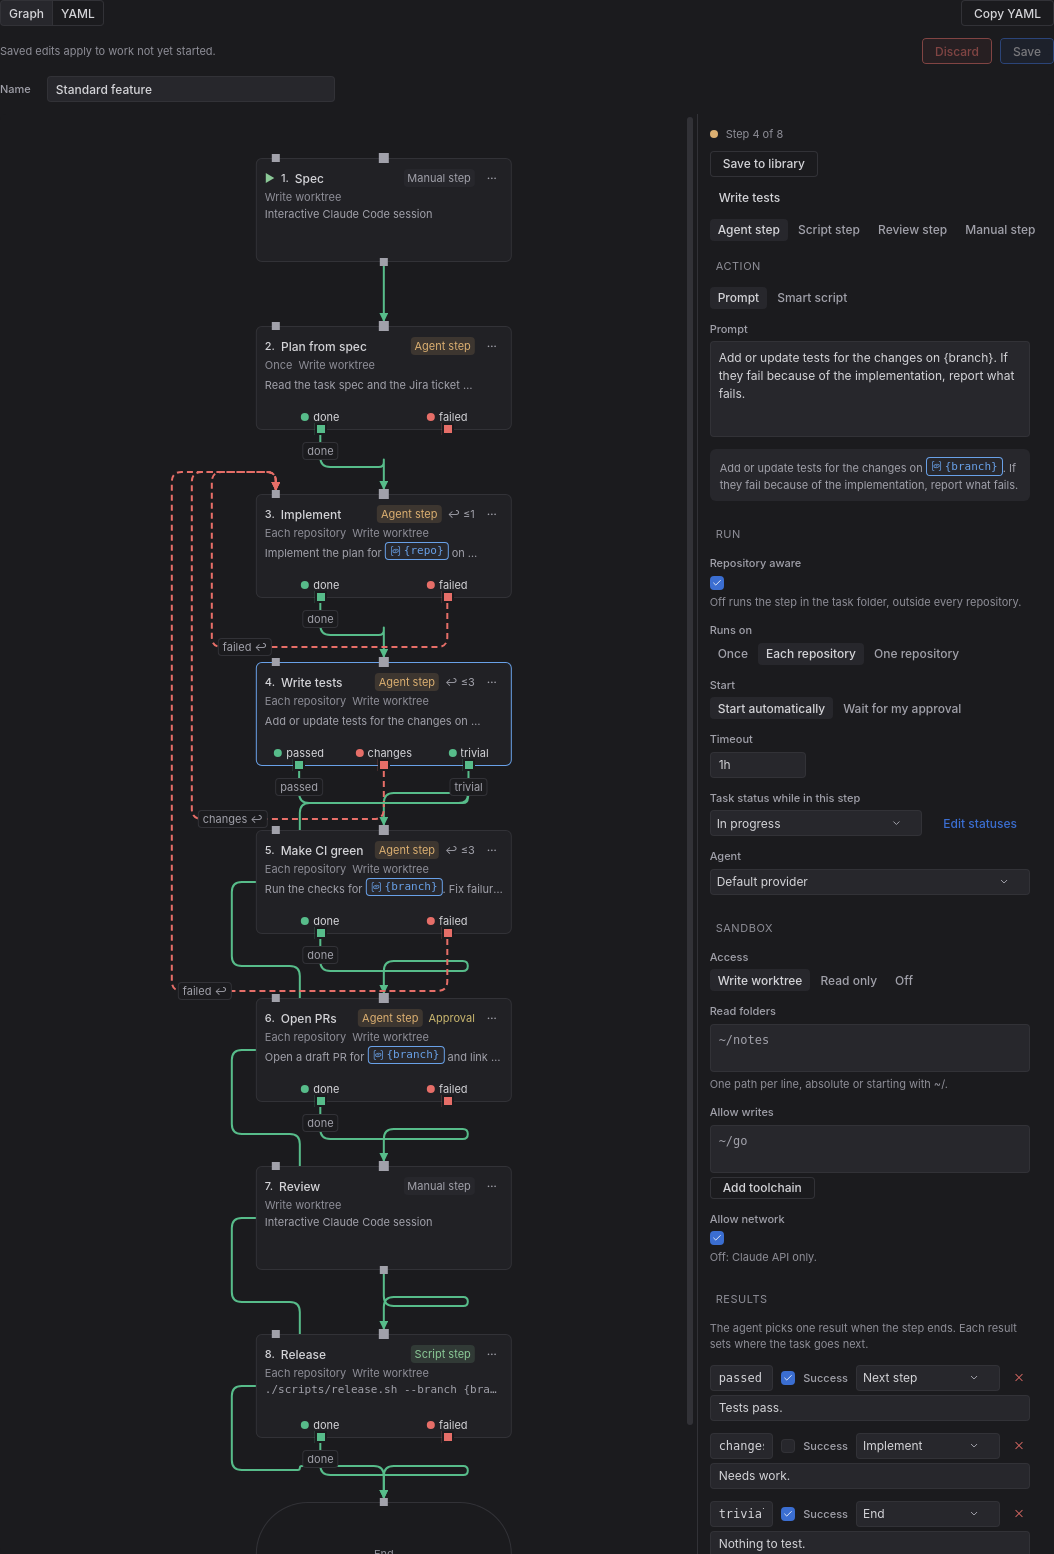 Graph YAML Copy YAML
Saved edits apply to work not yet started. Discard Save
Name Standard feature
1. Spec Manual step ...
Write worktree
Interactive Claude Code session
2. Plan from spec Agent step ...
Once Write worktree
Read the task spec and the Jira ticket ...
done failed
done
3. Implement Agent step ↩ ≤1 ...
Each repository Write worktree
Implement the plan for {repo} on ...
done failed
done
failed ↩
4. Write tests Agent step ↩ ≤3 ...
Each repository Write worktree
Add or update tests for the changes on ...
passed changes trivial
passed trivial
changes ↩
5. Make CI green Agent step ↩ ≤3 ...
Each repository Write worktree
Run the checks for {branch}. Fix failur...
done failed
done
failed ↩
6. Open PRs Agent step Approval ...
Each repository Write worktree
Open a draft PR for {branch} and link ...
done failed
done
7. Review Manual step ...
Write worktree
Interactive Claude Code session
8. Release Script step ...
Each repository Write worktree
./scripts/release.sh --branch {bra…
done failed
done
End
Step 4 of 8
Save to library
Write tests
Agent step Script step Review step Manual step
ACTION
Prompt Smart script
Prompt
Add or update tests for the changes on {branch}. If
they fail because of the implementation, report what
fails.
Add or update tests for the changes on {branch}. If
they fail because of the implementation, report what fails.
RUN
Repository aware
Off runs the step in the task folder, outside every repository.
Runs on
Once Each repository One repository
Start
Start automatically Wait for my approval
Timeout
1h
Task status while in this step
In progress Edit statuses
Agent
Default provider
SANDBOX
Access
Write worktree Read only Off
Read folders
~/notes
One path per line, absolute or starting with ~/.
Allow writes
~/go
Add toolchain
Allow network
Off: Claude API only.
RESULTS
The agent picks one result when the step ends. Each result
sets where the task goes next.
passed Success Next step ×
Tests pass.
changes Success Implement ×
Needs work.
trivial Success End ×
Nothing to test.